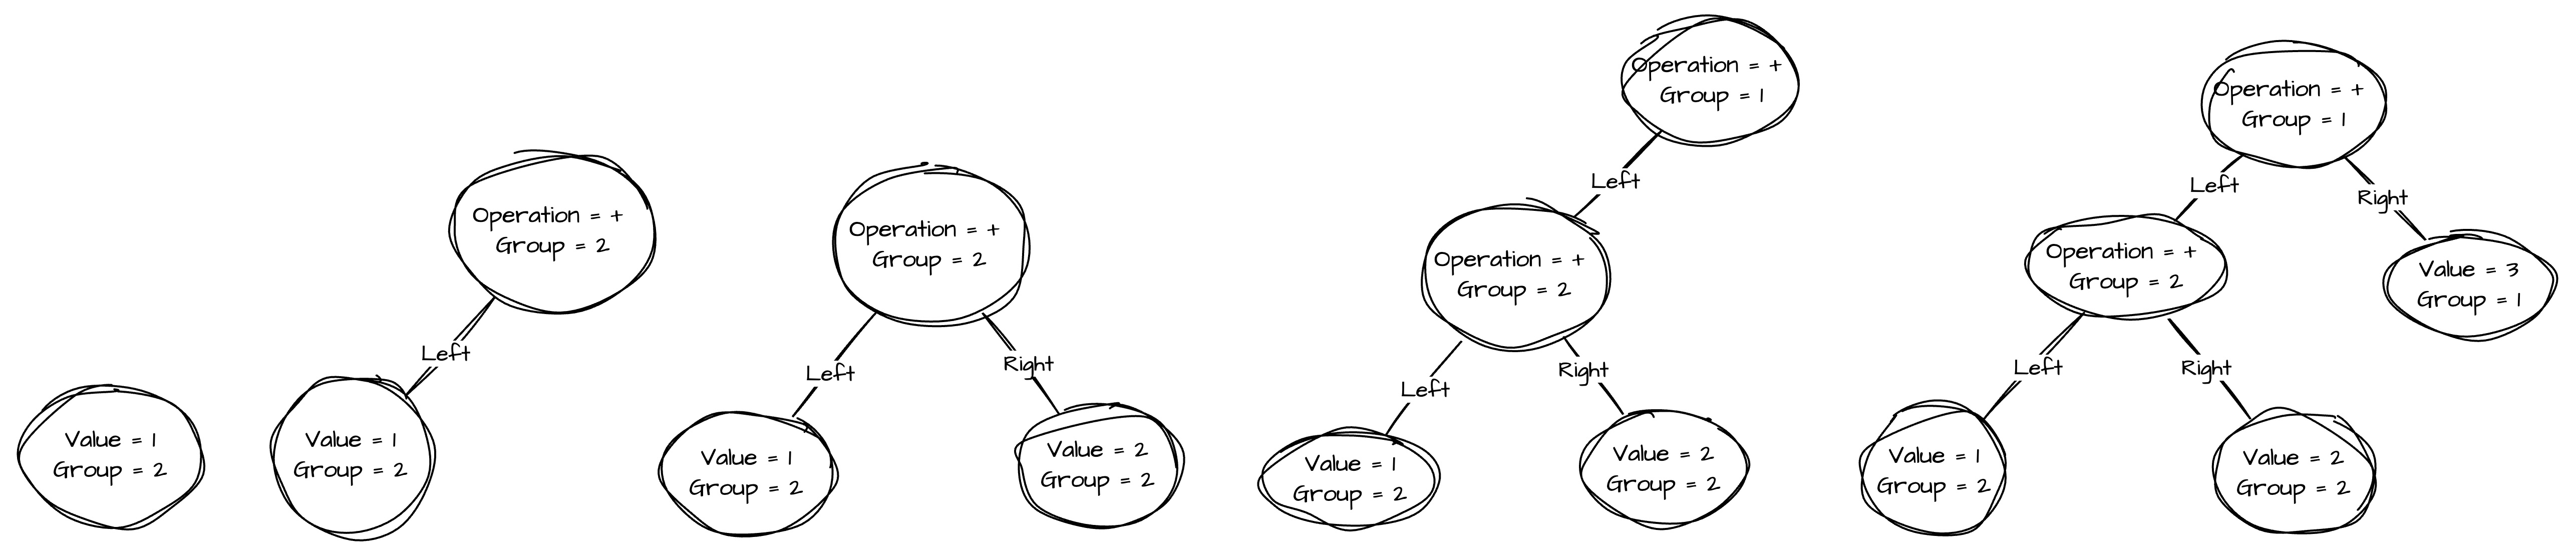 Value = 1
Group = 2
Operation = +
Group = 2
Left
Value = 1
Group = 2
Operation = +
Group = 2
Left
Right
Value = 1
Group = 2
Value = 2
Group = 2
Operation = +
Group = 1
Left
Operation = +
Group = 2
Left
Right
Value = 1
Group = 2
Value = 2
Group = 2
Operation = +
Group = 1
Left
Right
Operation = +
Group = 2
Value = 3
Group = 1
Left
Right
Value = 1
Group = 2
Value = 2
Group = 2